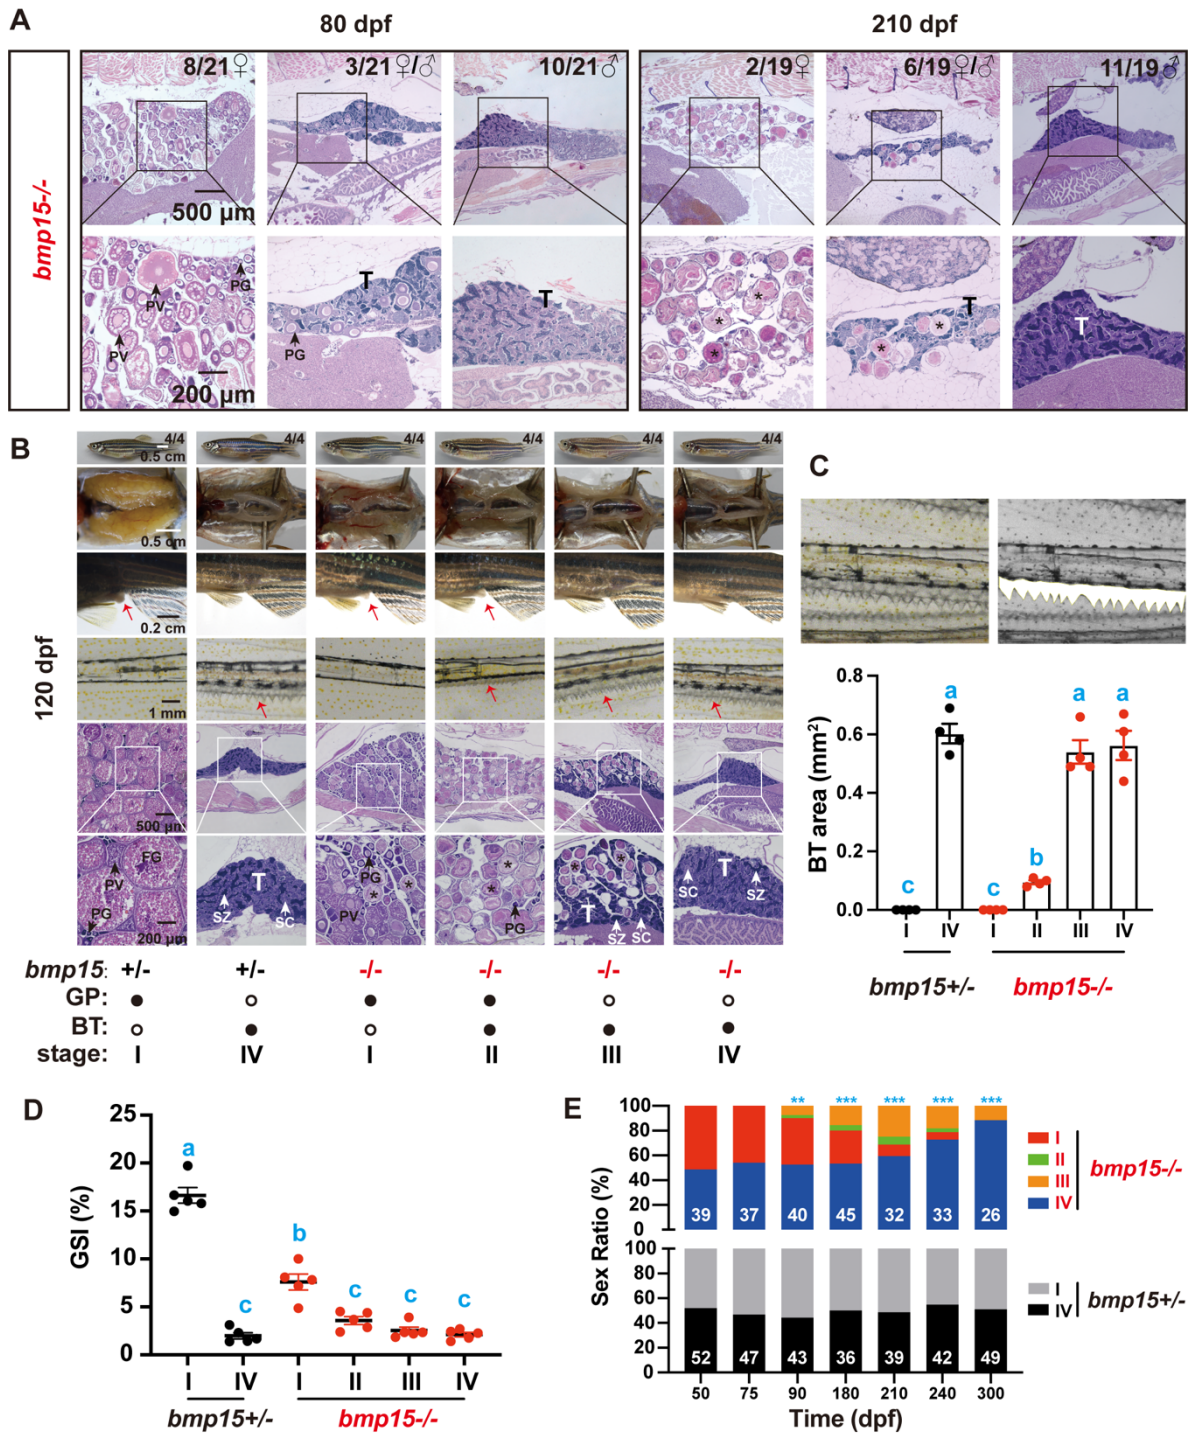 A
80 dpf
210 dpf
bmp15-/-
8/21♀
3/21♀/♂
10/21♂
2/19♀
6/19♀/♂
11/19♂
500 µm
PG
PV
PV
200 µm
T
PG
T
*
*
*
T
*
*
T
B
120 dpf
4/4
0.5 cm
4/4
4/4
4/4
4/4
4/4
0.5 cm
0.2 cm
1 mm
500 µm
FG
PV
PG
200 µm
T
SZ
SC
PG
*
*
PV
*
*
PG
*
*
*
T
SZ
SC
T
SC
SZ
bmp15: +/- +/- -/- -/- -/- -/-
GP: ● ○ ● ● ○ ○
BT: ○ ● ○ ● ● ●
stage: I IV I II III IV
C
BT area (mm²)
0.8
0.6
0.4
0.2
0.0
c
a
c
b
a
a
I IV I II III IV
bmp15+/- bmp15-/-
D
GSI (%)
25
20
15
10
5
0
a
c
b
c
c
c
I IV I II III IV
bmp15+/- bmp15-/-
E
Sex Ratio (%)
** *** *** *** ***
100
80
60
40
20
0
39 37 40 45 32 33 26
I
II
III
IV
bmp15-/-
100
80
60
40
20
0
52 47 43 36 39 42 49
I
IV
bmp15+/-
50 75 90 180 210 240 300
Time (dpf)